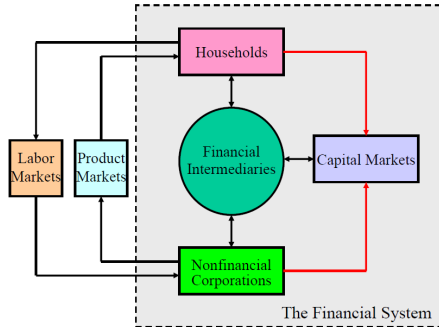 Households
Labor
Markets
Product
Markets
Financial
Intermediaries
Capital Markets
Nonfinancial
Corporations
The Financial System